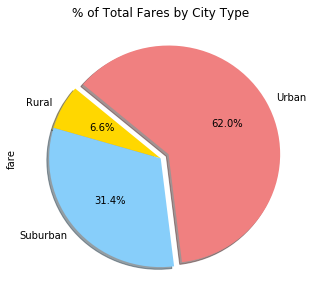 % of Total Fares by City Type
Urban
Rural
6.6%
62.0%
fare
31.4%
Suburban